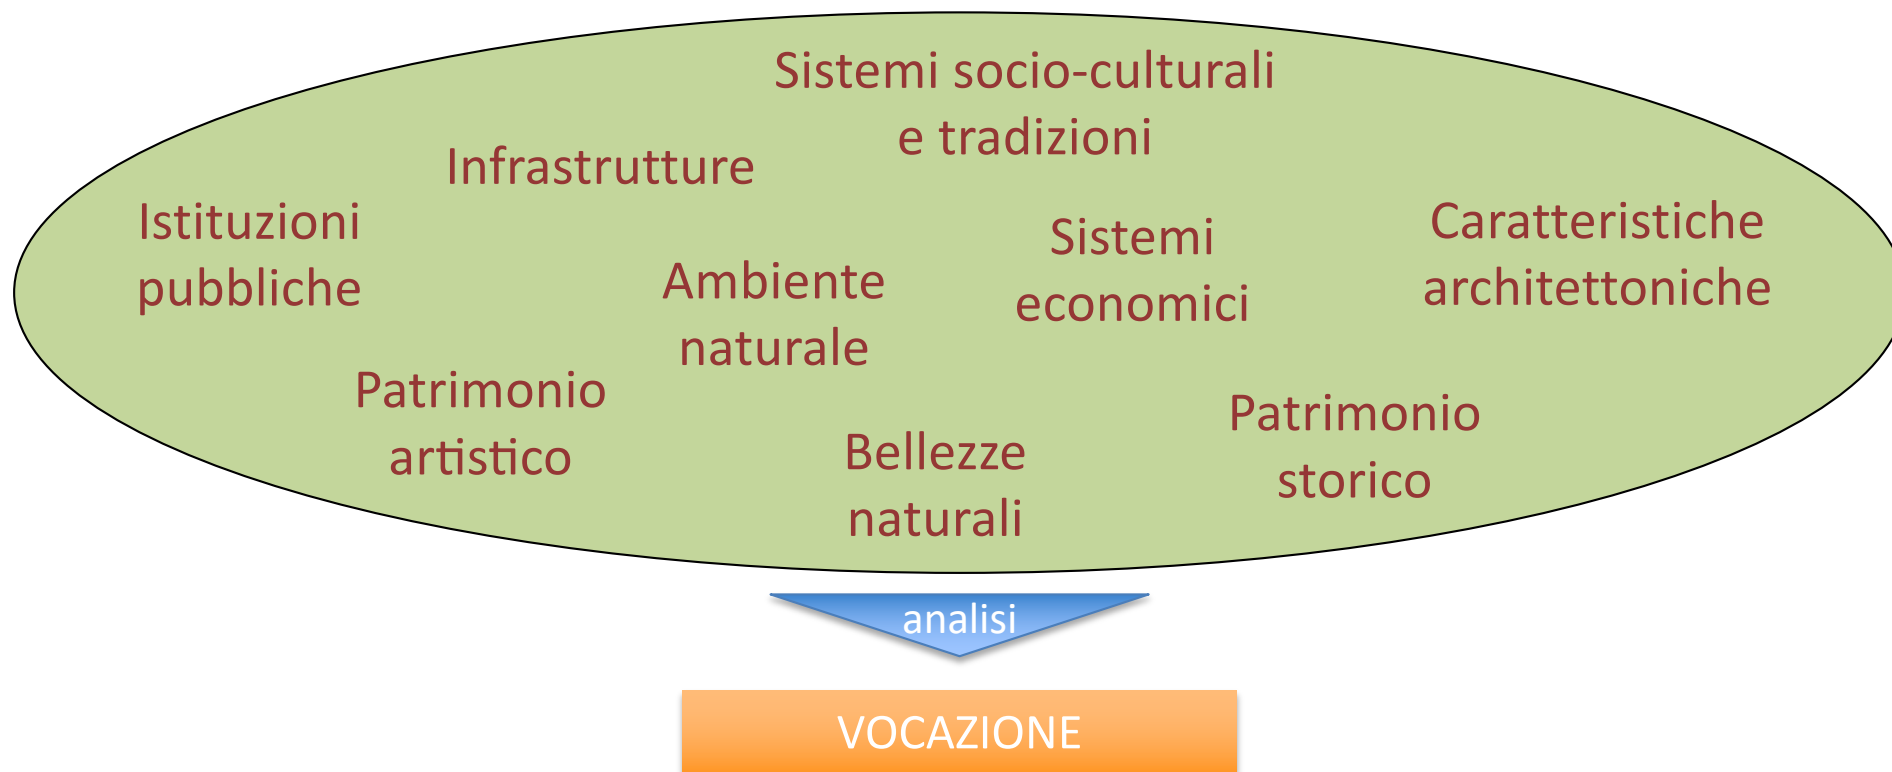 Sistemi socio-culturali
e tradizioni
Infrastrutture
Istituzioni
pubbliche
Ambiente
naturale
Sistemi
economici
Caratteristiche
architettoniche
Patrimonio
artistico
Bellezze
naturali
Patrimonio
storico
analisi
VOCAZIONE